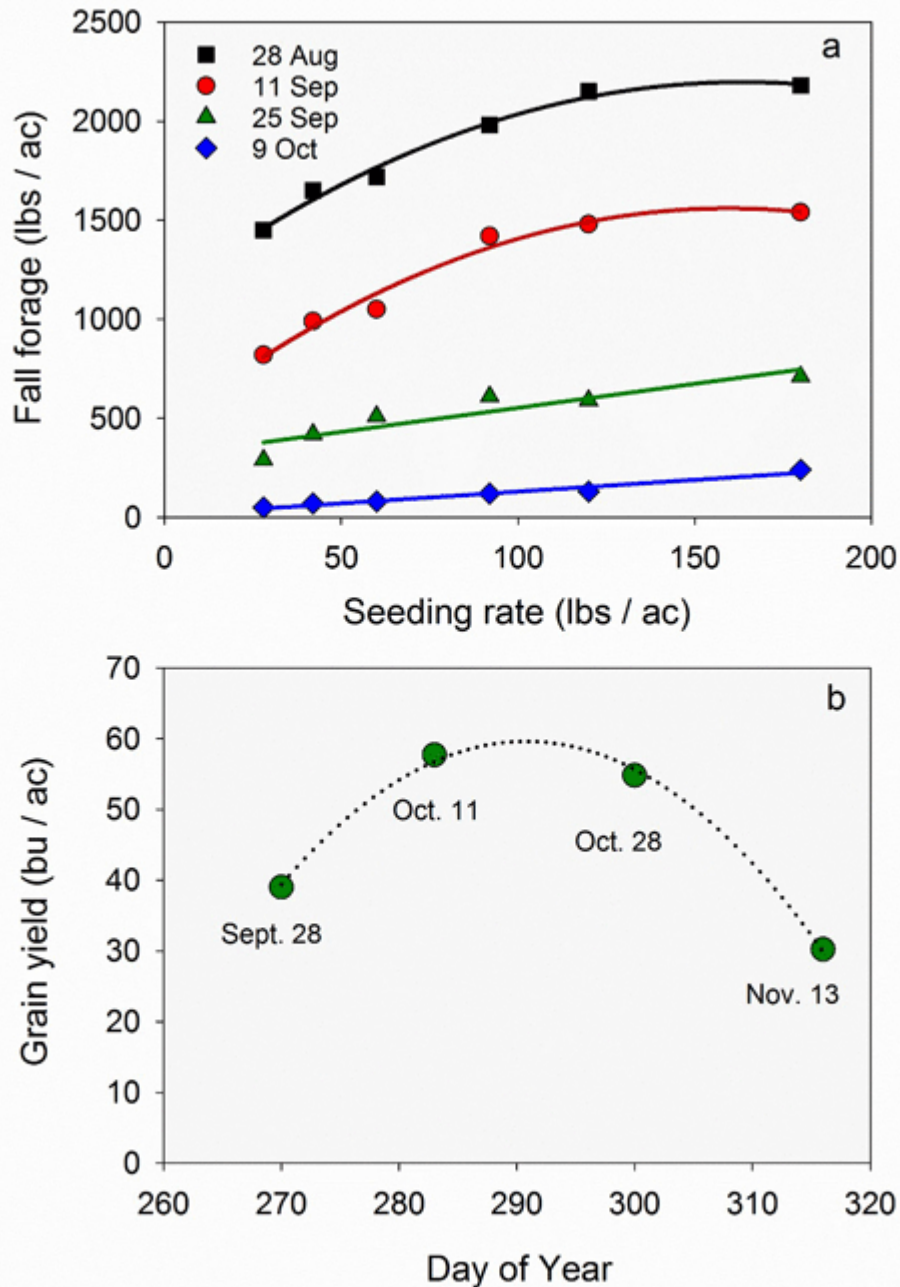 2500
a
28 Aug
11 Sep
25 Sep
9 Oct
2000
1500
1000
500
0
Fall forage (lbs / ac)
0 50 100 150 200
Seeding rate (lbs / ac)
70
b
60
50
40
30
20
10
0
Grain yield (bu / ac)
Oct. 11
Oct. 28
Sept. 28
Nov. 13
260 270 280 290 300 310 320
Day of Year